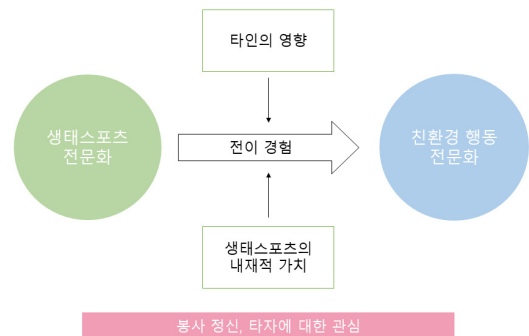 타인의 영향
생태스포츠
전문화
전이 경험
친환경 행동
전문화
생태스포츠의
내재적 가치
봉사 정신, 타자에 대한 관심